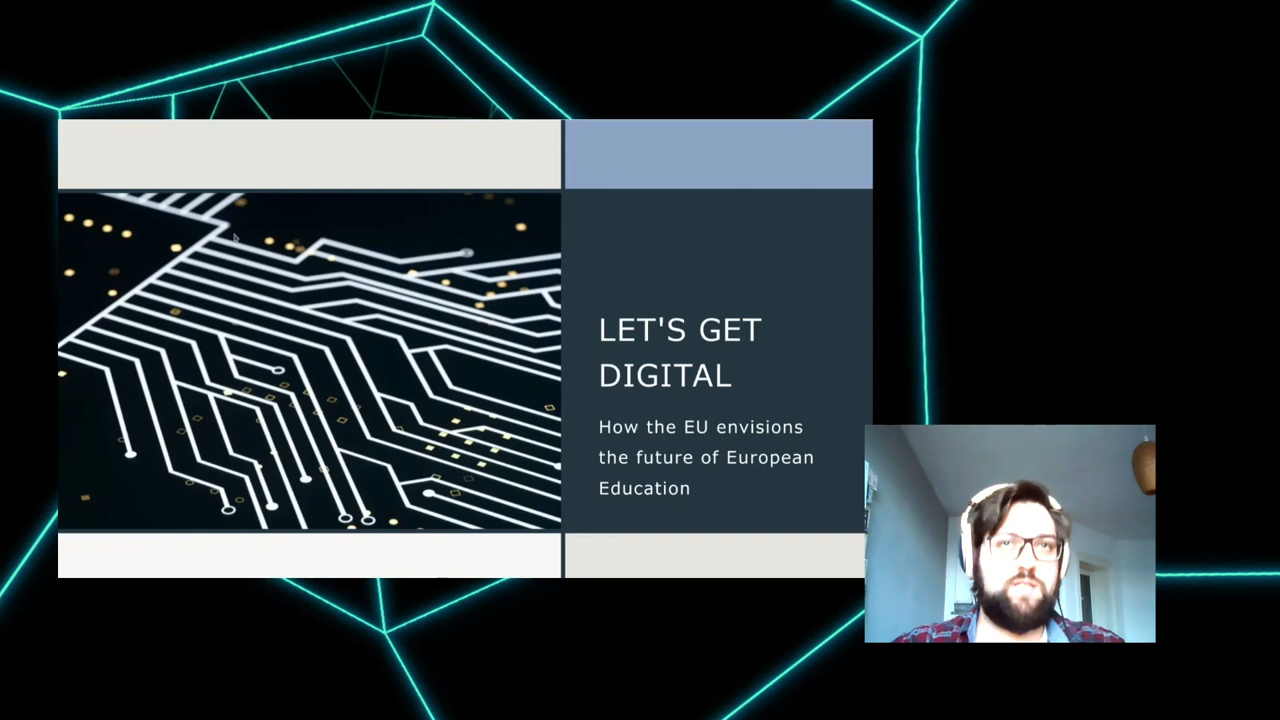 LET'S GET
DIGITAL
How the EU envisions
the future of European
Education